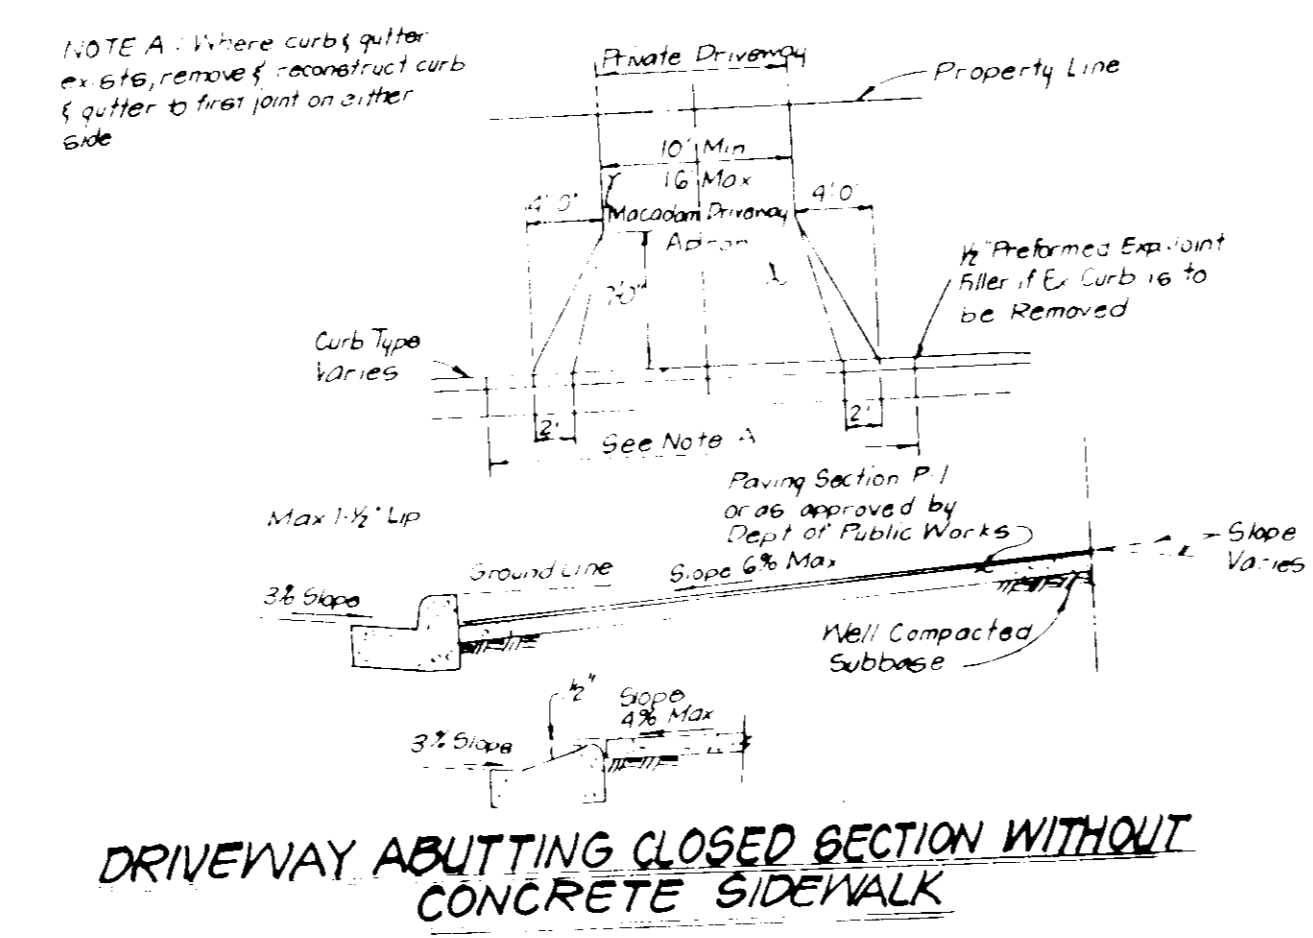 NOTE A : Where curb & gutter
exists, remove & reconstruct curb
& gutter to first joint on either
side
Private Driveway
Property Line
10' Min
16' Max
4'-0"
4'-0"
Macadam Driveway
Apron
1/2" Preformed Exp. Joint
Filler if Ex Curb is to
be Removed
Curb Type
Varies
2'
2'
See Note A
Paving Section P-1
or as approved by
Dept of Public Works
Max 1-1/2" Lip
Slope
Varies
Ground Line
Slope 6% Max
3% Slope
Well Compacted
Subbase
1/2"
Slope
4% Max
3% Slope
DRIVEWAY ABUTTING CLOSED SECTION WITHOUT
CONCRETE SIDEWALK